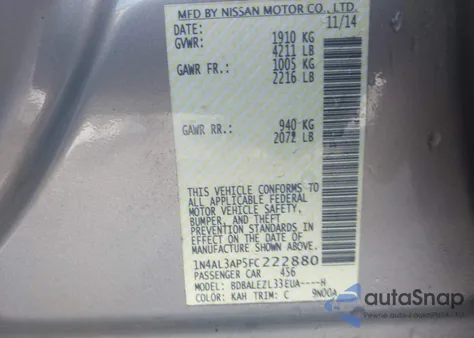 MFD BY NISSAN MOTOR CO., LTD.
DATE: 11/14
GVWR: 1910 KG
4211 LB
GAWR FR.: 1005 KG
2216 LB
GAWR RR.: 940 KG
2072 LB
THIS VEHICLE CONFORMS TO
ALL APPLICABLE FEDERAL
MOTOR VEHICLE SAFETY,
BUMPER, AND THEFT
PREVENTION STANDARDS IN
EFFECT ON THE DATE OF
MANUFACTURE SHOWN ABOVE.
1N4AL3AP5FC222880
PASSENGER CAR 456
MODEL: BDBALEZL33EUA----H
COLOR: KAH TRIM: C 9N00A
autoSnap